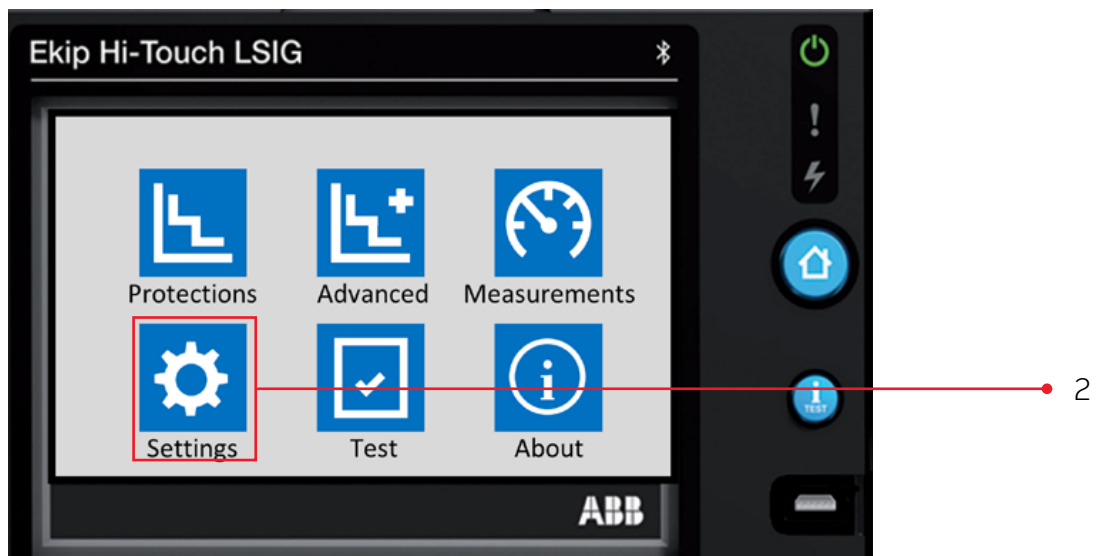 Ekip Hi-Touch LSIG
Protections
Advanced
Measurements
Settings
Test
About
2
i
TEST
ABB